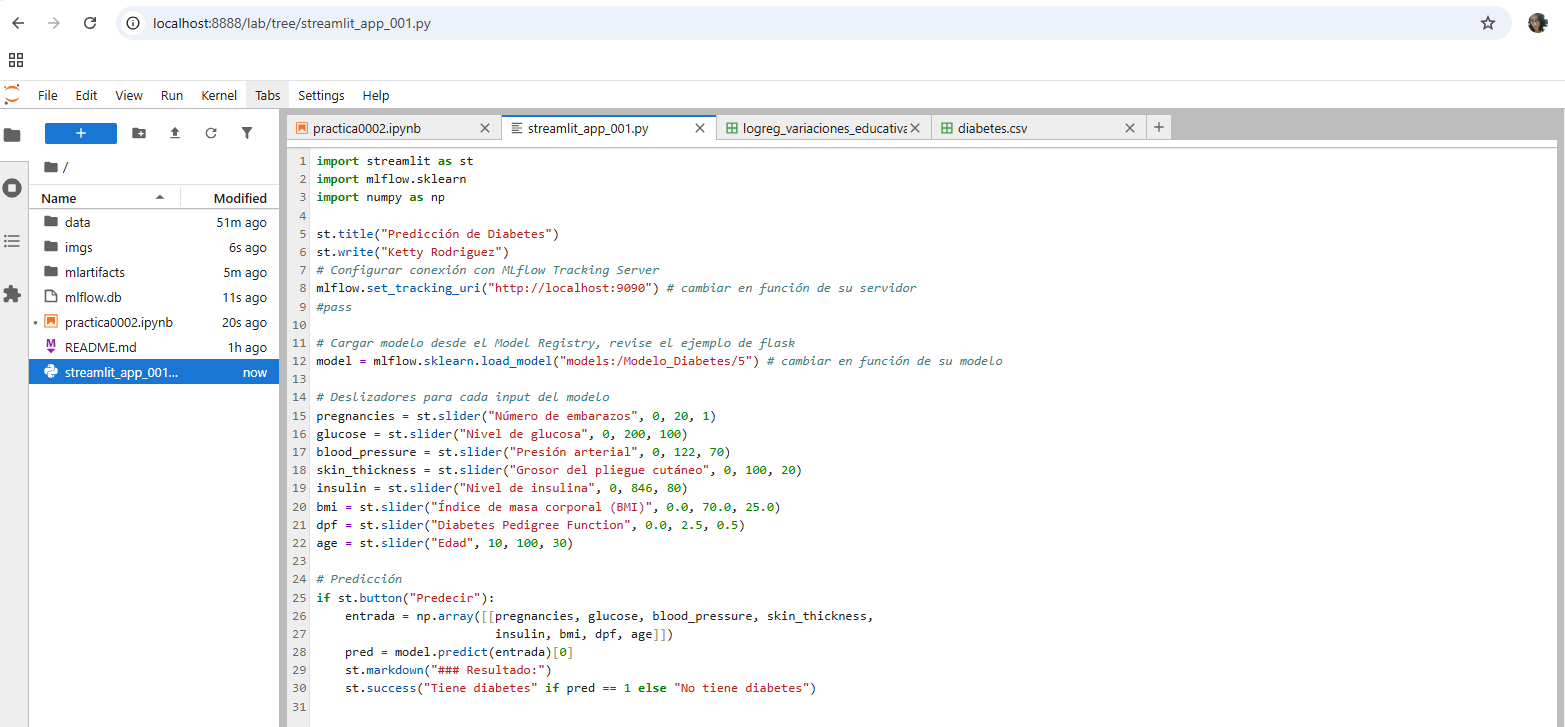 localhost:8888/lab/tree/streamlit_app_001.py
File Edit View Run Kernel Tabs Settings Help
+
/
Name Modified
data 51m ago
imgs 6s ago
mlartifacts 5m ago
mlflow.db 11s ago
practica0002.ipynb 20s ago
README.md 1h ago
streamlit_app_001... now
practica0002.ipynb streamlit_app_001.py logreg_variaciones_educativa diabetes.csv +
1 import streamlit as st
2 import mlflow.sklearn
3 import numpy as np
4
5 st.title("Predicción de Diabetes")
6 st.write("Ketty Rodriguez")
7 # Configurar conexión con MLflow Tracking Server
8 mlflow.set_tracking_uri("http://localhost:9090") # cambiar en función de su servidor
9 #pass
10
11 # Cargar modelo desde el Model Registry, revise el ejemplo de flask
12 model = mlflow.sklearn.load_model("models:/Modelo_Diabetes/5") # cambiar en función de su modelo
13
14 # Deslizadores para cada input del modelo
15 pregnancies = st.slider("Número de embarazos", 0, 20, 1)
16 glucose = st.slider("Nivel de glucosa", 0, 200, 100)
17 blood_pressure = st.slider("Presión arterial", 0, 122, 70)
18 skin_thickness = st.slider("Grosor del pliegue cutáneo", 0, 100, 20)
19 insulin = st.slider("Nivel de insulina", 0, 846, 80)
20 bmi = st.slider("Índice de masa corporal (BMI)", 0.0, 70.0, 25.0)
21 dpf = st.slider("Diabetes Pedigree Function", 0.0, 2.5, 0.5)
22 age = st.slider("Edad", 10, 100, 30)
23
24 # Predicción
25 if st.button("Predecir"):
26     entrada = np.array([[pregnancies, glucose, blood_pressure, skin_thickness,
27                          insulin, bmi, dpf, age]])
28     pred = model.predict(entrada)[0]
29     st.markdown("### Resultado:")
30     st.success("Tiene diabetes" if pred == 1 else "No tiene diabetes")
31